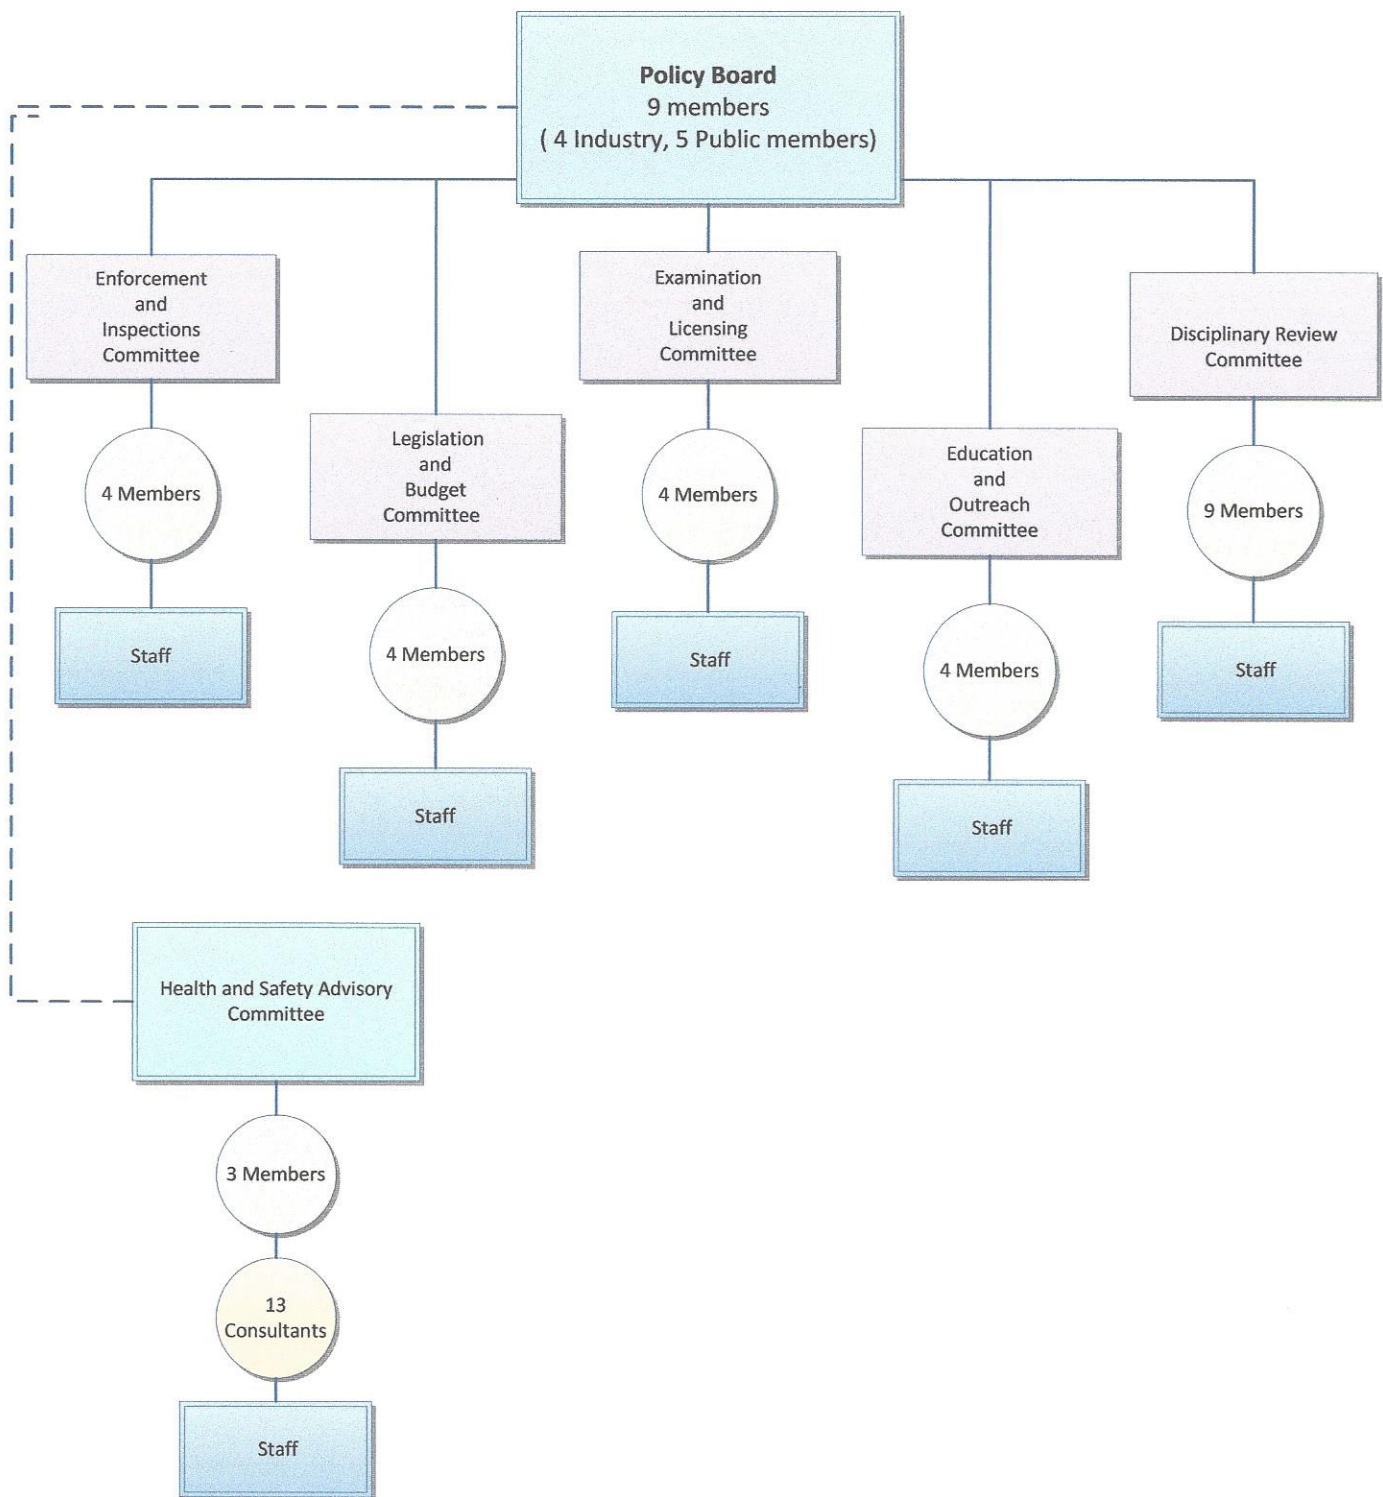 Policy Board
9 members
( 4 Industry, 5 Public members)
Enforcement
and
Inspections
Committee
4 Members
Staff
Legislation
and
Budget
Committee
4 Members
Staff
Examination
and
Licensing
Committee
4 Members
Staff
Education
and
Outreach
Committee
4 Members
Staff
Disciplinary Review
Committee
9 Members
Staff
Health and Safety Advisory
Committee
3 Members
13
Consultants
Staff